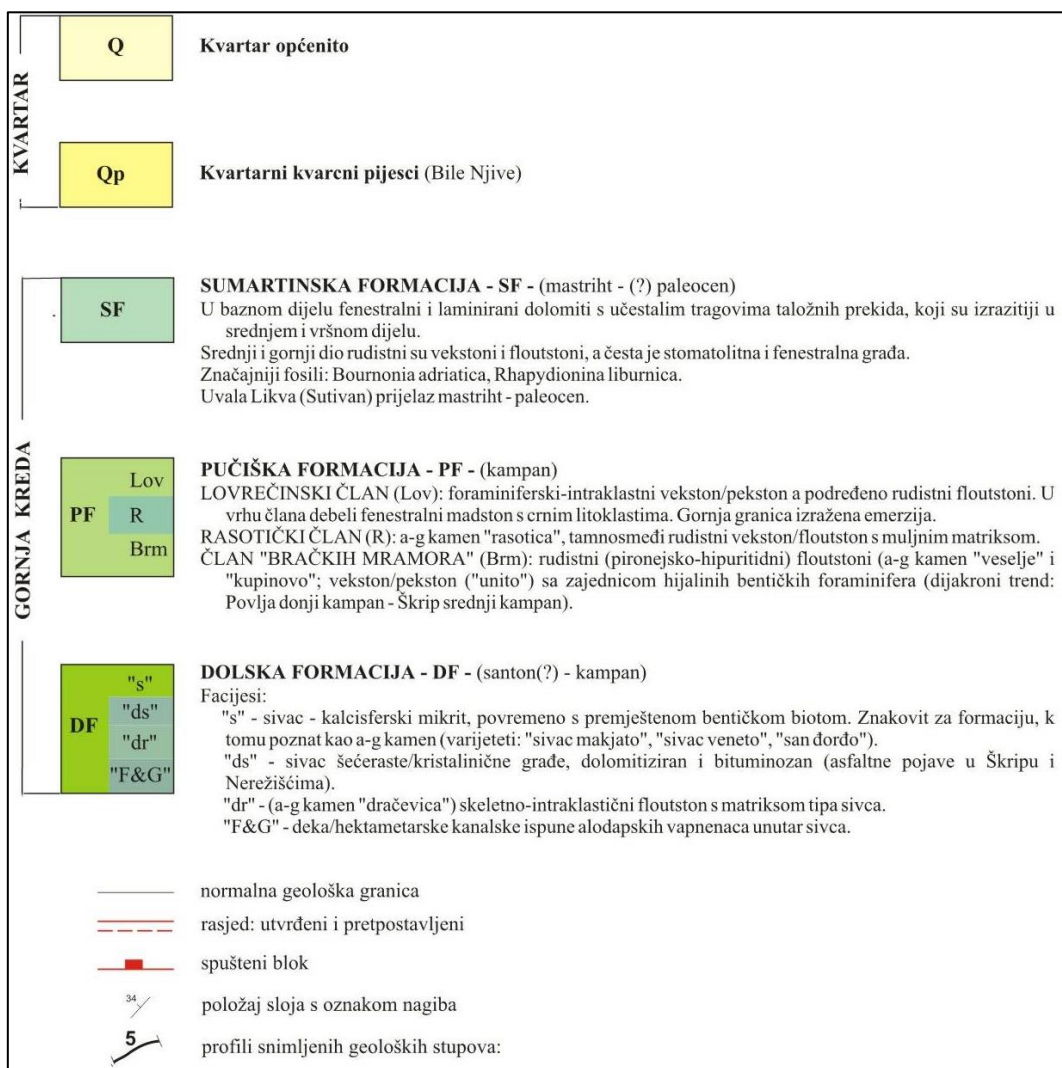 KVARTAR
Q
Kvartar općenito
Qp
Kvartarni kvarcni pijesci (Bile Njive)
GORNJA KREDA
SF
SUMARTINSKA FORMACIJA - SF - (mastriht - (?) paleocen)
U baznom dijelu fenestralni i laminirani dolomiti s učestalim tragovima taložnih prekida, koji su izrazitiji u
srednjem i vršnom dijelu.
Srednji i gornji dio rudistni su vekstoni i floutstoni, a česta je stomatolitna i fenestralna građa.
Značajniji fosili: Bournonia adriatica, Rhapydionina liburnica.
Uvala Likva (Sutivan) prijelaz mastriht - paleocen.
PF
Lov
R
Brm
PUČIŠKA FORMACIJA - PF - (kampan)
LOVREČINSKI ČLAN (Lov): foraminiferski-intraklastni vekston/pekston a podređeno rudistni floutstoni. U
vrhu člana debeli fenestralni madston s crnim litoklastima. Gornja granica izražena emerzija.
RASOTIČKI ČLAN (R): a-g kamen "rasotica", tamnosmeđi rudistni vekston/floutston s muljnim matriksom.
ČLAN "BRAČKIH MRAMORA" (Brm): rudistni (pironejsko-hipuritidni) floutstoni (a-g kamen "veselje" i
"kupinovo"; vekston/pekston ("unito") sa zajednicom hijalinih bentičkih foraminifera (dijakroni trend:
Povlja donji kampan - Škrip srednji kampan).
DF
"s"
"ds"
"dr"
"F&G"
DOLSKA FORMACIJA - DF - (santon(?) - kampan)
Facijesi:
"s" - sivac - kalcisferski mikrit, povremeno s premještenom bentičkom biotom. Znakovit za formaciju, k
tomu poznat kao a-g kamen (varijeteti: "sivac makjato", "sivac veneto", "san đorđo").
"ds" - sivac šećeraste/kristalinične građe, dolomitiziran i bituminozan (asfaltne pojave u Škripu i
Nerežišćima).
"dr" - (a-g kamen "dračevica") skeletno-intraklastični floutston s matriksom tipa sivca.
"F&G" - deka/hektametarske kanalske ispune alodapskih vapnenaca unutar sivca.
normalna geološka granica
rasjed: utvrđeni i pretpostavljeni
spušteni blok
34
položaj sloja s oznakom nagiba
5
profili snimljenih geoloških stupova: